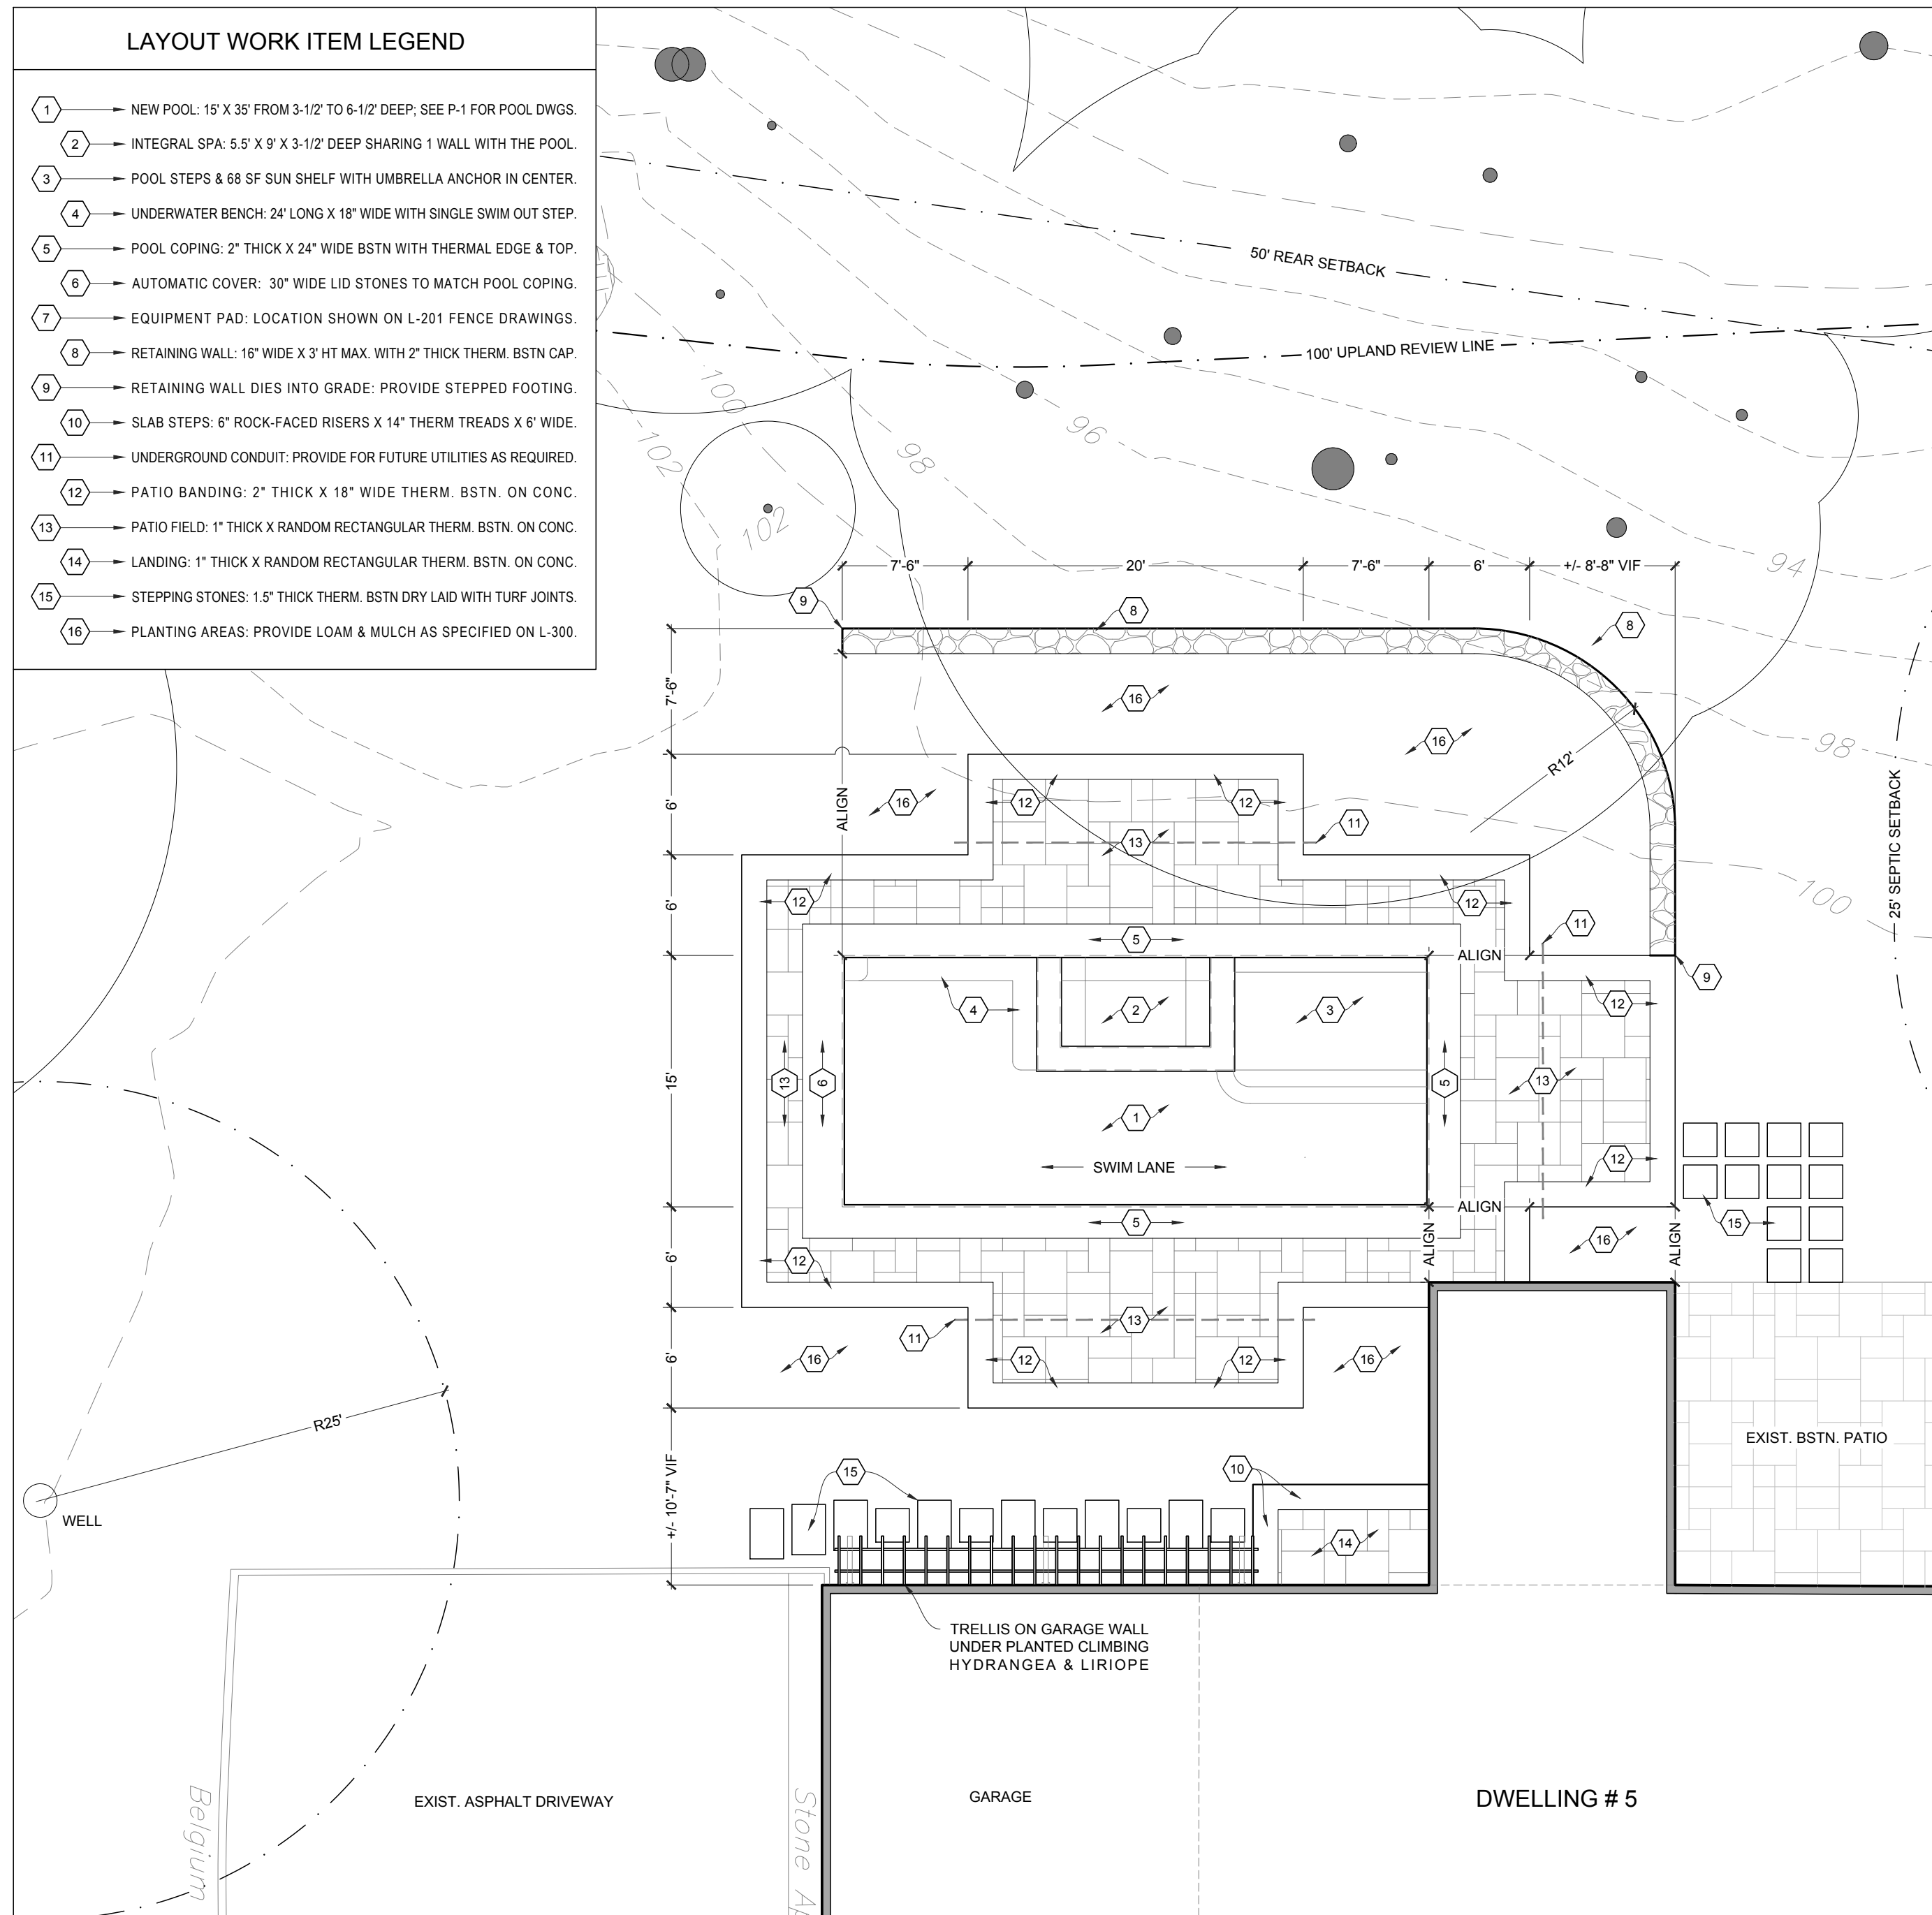 LAYOUT WORK ITEM LEGEND
1 NEW POOL: 15' X 35' FROM 3-1/2' TO 6-1/2' DEEP; SEE P-1 FOR POOL DWGS.
2 INTEGRAL SPA: 5.5' X 9' X 3-1/2' DEEP SHARING 1 WALL WITH THE POOL.
3 POOL STEPS & 68 SF SUN SHELF WITH UMBRELLA ANCHOR IN CENTER.
4 UNDERWATER BENCH: 24' LONG X 18" WIDE WITH SINGLE SWIM OUT STEP.
5 POOL COPING: 2" THICK X 24" WIDE BSTN WITH THERMAL EDGE & TOP.
6 AUTOMATIC COVER: 30" WIDE LID STONES TO MATCH POOL COPING.
7 EQUIPMENT PAD: LOCATION SHOWN ON L-201 FENCE DRAWINGS.
8 RETAINING WALL: 16" WIDE X 3' HT MAX. WITH 2" THICK THERM. BSTN CAP.
9 RETAINING WALL DIES INTO GRADE: PROVIDE STEPPED FOOTING.
10 SLAB STEPS: 6" ROCK-FACED RISERS X 14" THERM TREADS X 6' WIDE.
11 UNDERGROUND CONDUIT: PROVIDE FOR FUTURE UTILITIES AS REQUIRED.
12 PATIO BANDING: 2" THICK X 18" WIDE THERM. BSTN. ON CONC.
13 PATIO FIELD: 1" THICK X RANDOM RECTANGULAR THERM. BSTN. ON CONC.
14 LANDING: 1" THICK X RANDOM RECTANGULAR THERM. BSTN. ON CONC.
15 STEPPING STONES: 1.5" THICK THERM. BSTN DRY LAID WITH TURF JOINTS.
16 PLANTING AREAS: PROVIDE LOAM & MULCH AS SPECIFIED ON L-300.
50' REAR SETBACK
100' UPLAND REVIEW LINE
100
102
98
96
102
94
7'-6" 20' 7'-6" 6' +/- 8'-8" VIF
9 8 8
7'-6"
16
16
98
R12'
25' SEPTIC SETBACK
6'
ALIGN
16 12 12
11
13
100
6'
12 12
11
5
ALIGN
9
4 2 3
12
15'
13 6 5 13
1
12
SWIM LANE
ALIGN
5
15
ALIGN
ALIGN
16
6'
12
13
11
6'
16 12 12 16
R25'
EXIST. BSTN. PATIO
+/- 10'-7" VIF
15 10
WELL
14
TRELLIS ON GARAGE WALL
UNDER PLANTED CLIMBING
HYDRANGEA & LIRIOPE
Belgium
EXIST. ASPHALT DRIVEWAY
Stone
GARAGE
DWELLING # 5